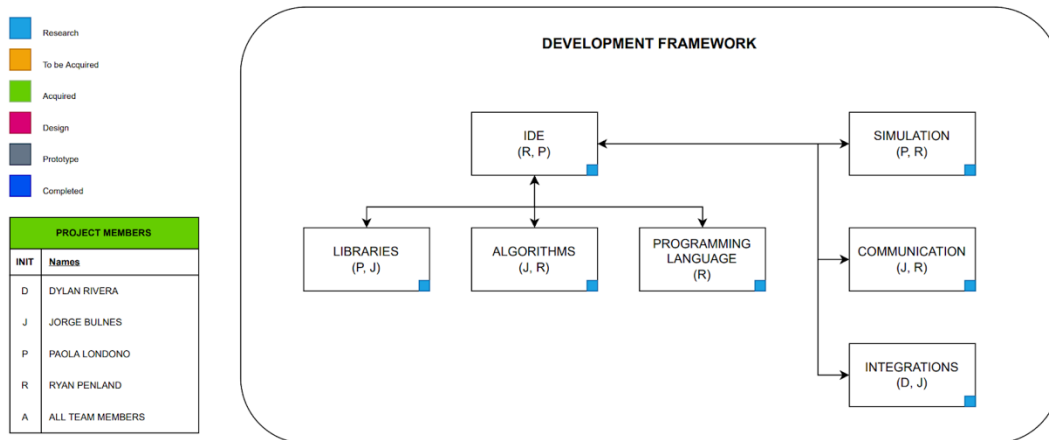 Research
To be Acquired
Acquired
Design
Prototype
Completed
PROJECT MEMBERS
INIT Names
D DYLAN RIVERA
J JORGE BULNES
P PAOLA LONDONO
R RYAN PENLAND
A ALL TEAM MEMBERS
DEVELOPMENT FRAMEWORK
IDE
(R, P)
SIMULATION
(P, R)
LIBRARIES
(P, J)
ALGORITHMS
(J, R)
PROGRAMMING
LANGUAGE
(R)
COMMUNICATION
(J, R)
INTEGRATIONS
(D, J)